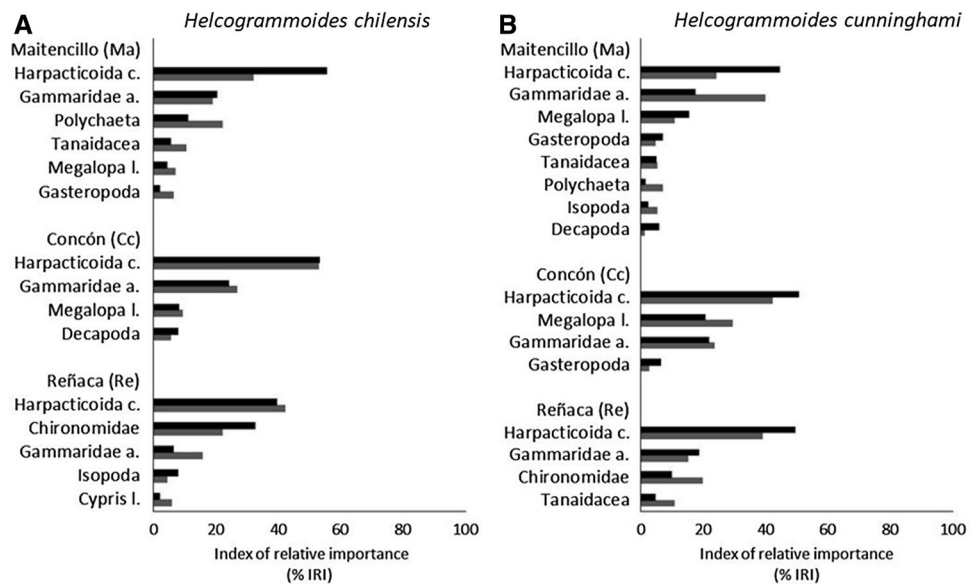 A
Helcogrammoides chilensis
Maitencillo (Ma)
Harpacticoida c.
Gammaridae a.
Polychaeta
Tanaidacea
Megalopa l.
Gasteropoda
Concón (Cc)
Harpacticoida c.
Gammaridae a.
Megalopa l.
Decapoda
Reñaca (Re)
Harpacticoida c.
Chironomidae
Gammaridae a.
Isopoda
Cypris l.
0 20 40 60 80 100
Index of relative importance
(% IRI)
B
Helcogrammoides cunninghami
Maitencillo (Ma)
Harpacticoida c.
Gammaridae a.
Megalopa l.
Gasteropoda
Tanaidacea
Polychaeta
Isopoda
Decapoda
Concón (Cc)
Harpacticoida c.
Megalopa l.
Gammaridae a.
Gasteropoda
Reñaca (Re)
Harpacticoida c.
Gammaridae a.
Chironomidae
Tanaidacea
0 20 40 60 80 100
Index of relative importance
(% IRI)